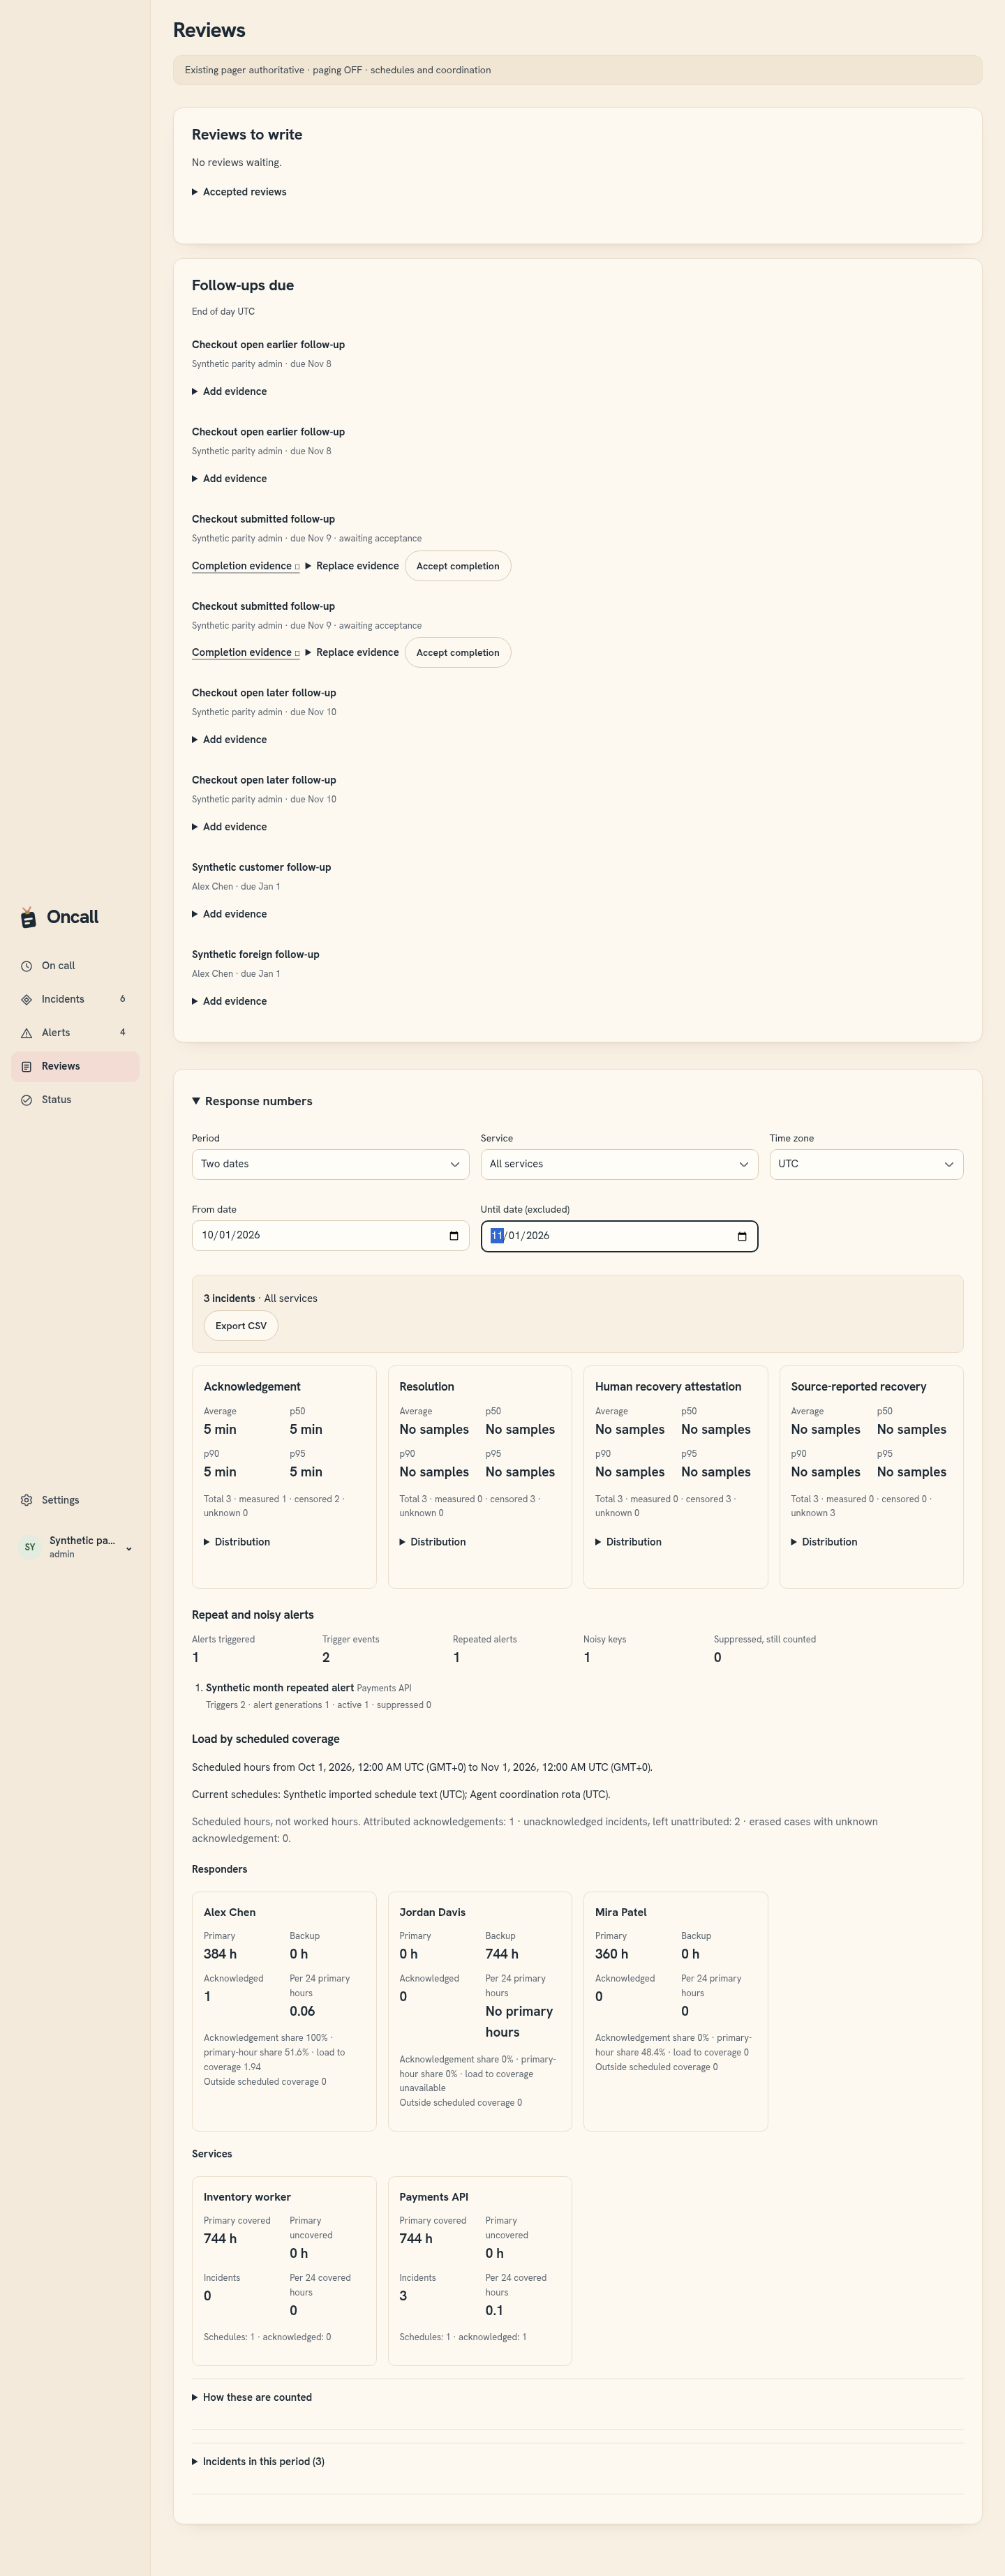 Reviews
Existing pager authoritative · paging OFF · schedules and coordination
Reviews to write
No reviews waiting.
Accepted reviews
Follow-ups due
End of day UTC
Checkout open earlier follow-up
Synthetic parity admin · due Nov 8
Add evidence
Checkout open earlier follow-up
Synthetic parity admin · due Nov 8
Add evidence
Checkout submitted follow-up
Synthetic parity admin · due Nov 9 · awaiting acceptance
Completion evidence Replace evidence Accept completion
Checkout submitted follow-up
Synthetic parity admin · due Nov 9 · awaiting acceptance
Completion evidence Replace evidence Accept completion
Checkout open later follow-up
Synthetic parity admin · due Nov 10
Add evidence
Checkout open later follow-up
Synthetic parity admin · due Nov 10
Add evidence
Synthetic customer follow-up
Alex Chen · due Jan 1
Add evidence
Synthetic foreign follow-up
Alex Chen · due Jan 1
Add evidence
Oncall
On call
Incidents 6
Alerts 4
Reviews
Status
Settings
SY Synthetic pa...
admin
Response numbers
Period Service Time zone
Two dates All services UTC
From date Until date (excluded)
10/01/2026 11/01/2026
3 incidents · All services
Export CSV
Acknowledgement
Average p50
5 min 5 min
p90 p95
5 min 5 min
Total 3 · measured 1 · censored 2 ·
unknown 0
Distribution
Resolution
Average p50
No samples No samples
p90 p95
No samples No samples
Total 3 · measured 0 · censored 3 ·
unknown 0
Distribution
Human recovery attestation
Average p50
No samples No samples
p90 p95
No samples No samples
Total 3 · measured 0 · censored 3 ·
unknown 0
Distribution
Source-reported recovery
Average p50
No samples No samples
p90 p95
No samples No samples
Total 3 · measured 0 · censored 0 ·
unknown 3
Distribution
Repeat and noisy alerts
Alerts triggered Trigger events Repeated alerts Noisy keys Suppressed, still counted
1 2 1 1 0
1. Synthetic month repeated alert Payments API
Triggers 2 · alert generations 1 · active 1 · suppressed 0
Load by scheduled coverage
Scheduled hours from Oct 1, 2026, 12:00 AM UTC (GMT+0) to Nov 1, 2026, 12:00 AM UTC (GMT+0).
Current schedules: Synthetic imported schedule text (UTC); Agent coordination rota (UTC).
Scheduled hours, not worked hours. Attributed acknowledgements: 1 · unacknowledged incidents, left unattributed: 2 · erased cases with unknown
acknowledgement: 0.
Responders
Alex Chen
Primary Backup
384 h 0 h
Acknowledged Per 24 primary
hours
1 0.06
Acknowledgement share 100% ·
primary-hour share 51.6% · load to
coverage 1.94
Outside scheduled coverage 0
Jordan Davis
Primary Backup
0 h 744 h
Acknowledged Per 24 primary
hours
0 No primary
hours
Acknowledgement share 0% · primary-
hour share 0% · load to coverage
unavailable
Outside scheduled coverage 0
Mira Patel
Primary Backup
360 h 0 h
Acknowledged Per 24 primary
hours
0 0
Acknowledgement share 0% · primary-
hour share 48.4% · load to coverage 0
Outside scheduled coverage 0
Services
Inventory worker
Primary covered Primary
uncovered
744 h 0 h
Incidents Per 24 covered
hours
0 0
Schedules: 1 · acknowledged: 0
Payments API
Primary covered Primary
uncovered
744 h 0 h
Incidents Per 24 covered
hours
3 0.1
Schedules: 1 · acknowledged: 1
How these are counted
Incidents in this period (3)